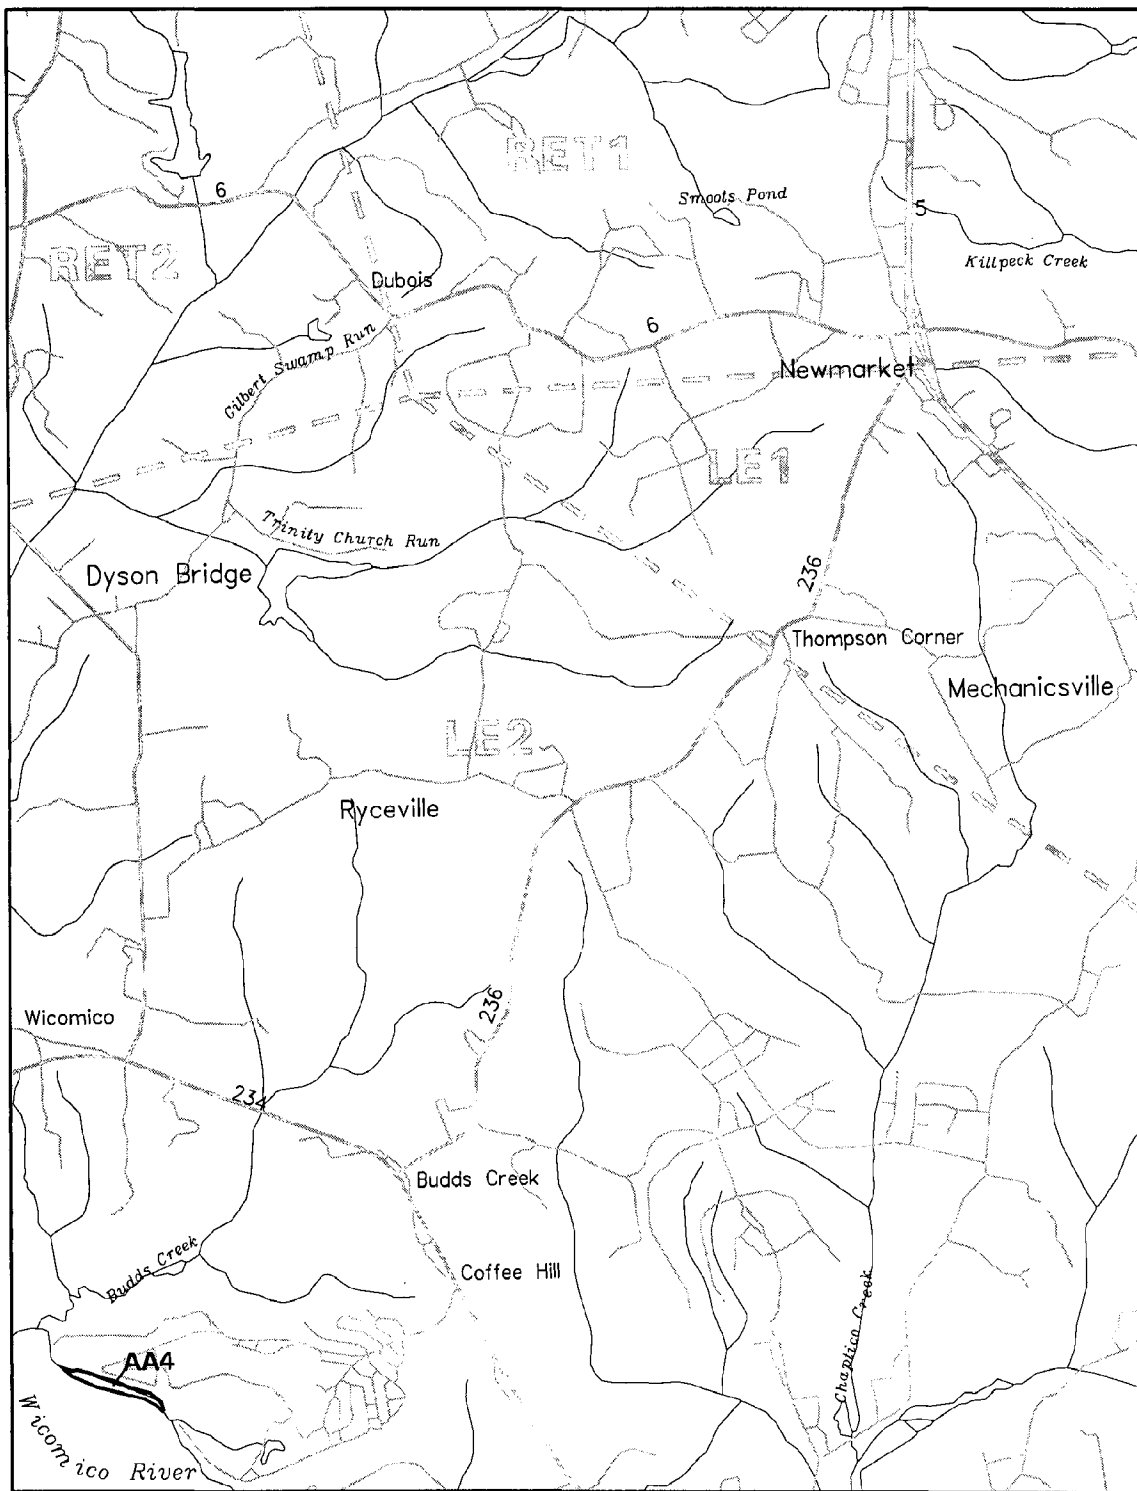 RET1
6
Smoots Pond
5
RET2
Killpeck Creek
Dubois
6
Gilbert Swamp Run
Newmarket
LE1
Trinity Church Run
Dyson Bridge
236
Thompson Corner
Mechanicsville
LE2
Ryceville
236
Wicomico
234
Budds Creek
Budds Creek
Coffee Hill
Chaptico Creek
AA4
Wicomico River